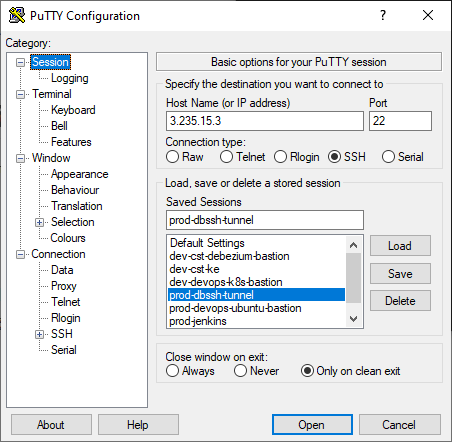 PuTTY Configuration
Category:
Session
Logging
Terminal
Keyboard
Bell
Features
Window
Appearance
Behaviour
Translation
Selection
Colours
Connection
Data
Proxy
Telnet
Rlogin
SSH
Serial
Basic options for your PuTTY session
Specify the destination you want to connect to
Host Name (or IP address) Port
3.235.15.3 22
Connection type:
Raw Telnet Rlogin SSH Serial
Load, save or delete a stored session
Saved Sessions
prod-dbssh-tunnel
Default Settings
dev-cst-debezium-bastion
dev-cst-ke
dev-devops-k8s-bastion
prod-dbssh-tunnel
prod-devops-ubuntu-bastion
prod-jenkins
Load
Save
Delete
Close window on exit:
Always Never Only on clean exit
About Help Open Cancel